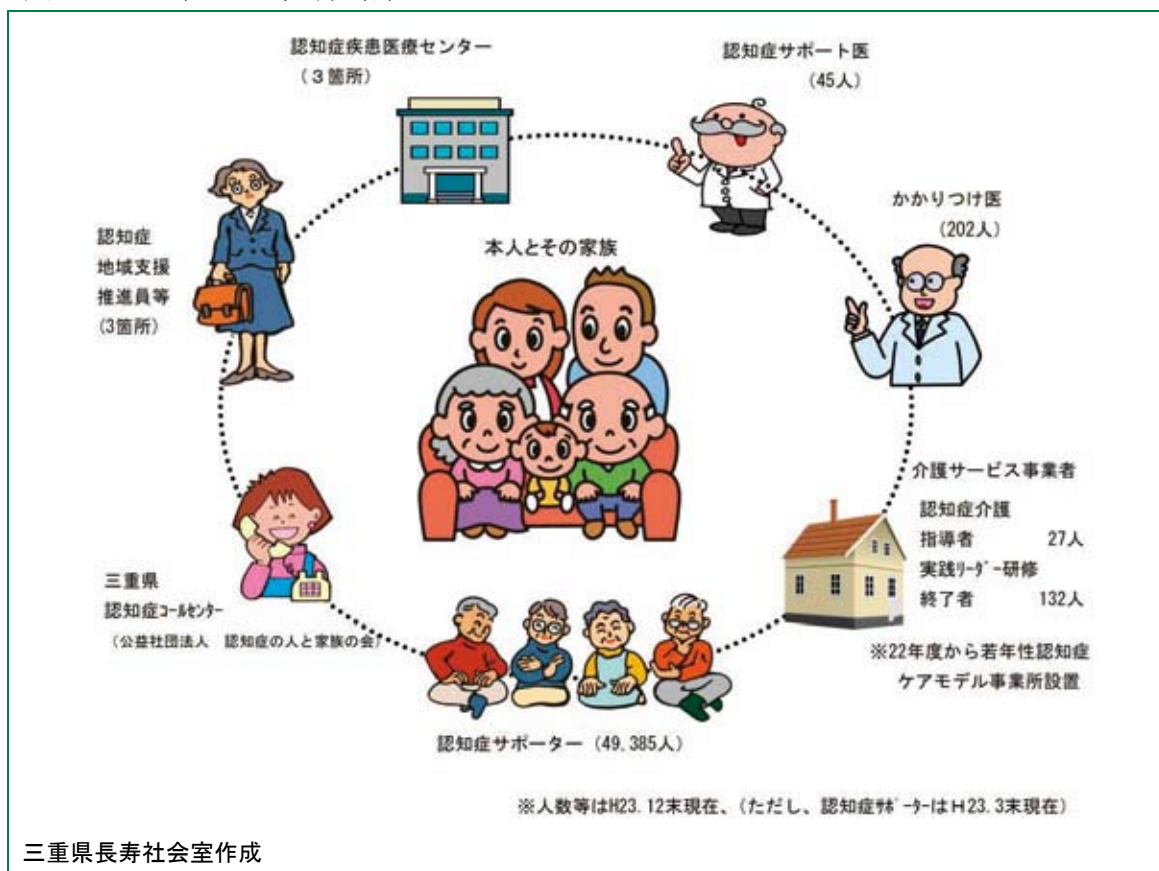 認知症疾患医療センター
(３箇所)
認知症サポート医
(45人)
かかりつけ医
(202人)
認知症
地域支援
推進員等
(3箇所)
本人とその家族
介護サービス事業者
認知症介護
指導者 27人
実践ﾘｰﾀﾞｰ研修
終了者 132人
※22年度から若年性認知症
ケアモデル事業所設置
三重県
認知症ｺｰﾙｾﾝﾀｰ
(公益社団法人　認知症の人と家族の会)
認知症サポーター (49,385人)
※人数等はH23.12末現在、(ただし、認知症ｻﾎﾟｰﾀｰはＨ23.3末現在)
三重県長寿社会室作成